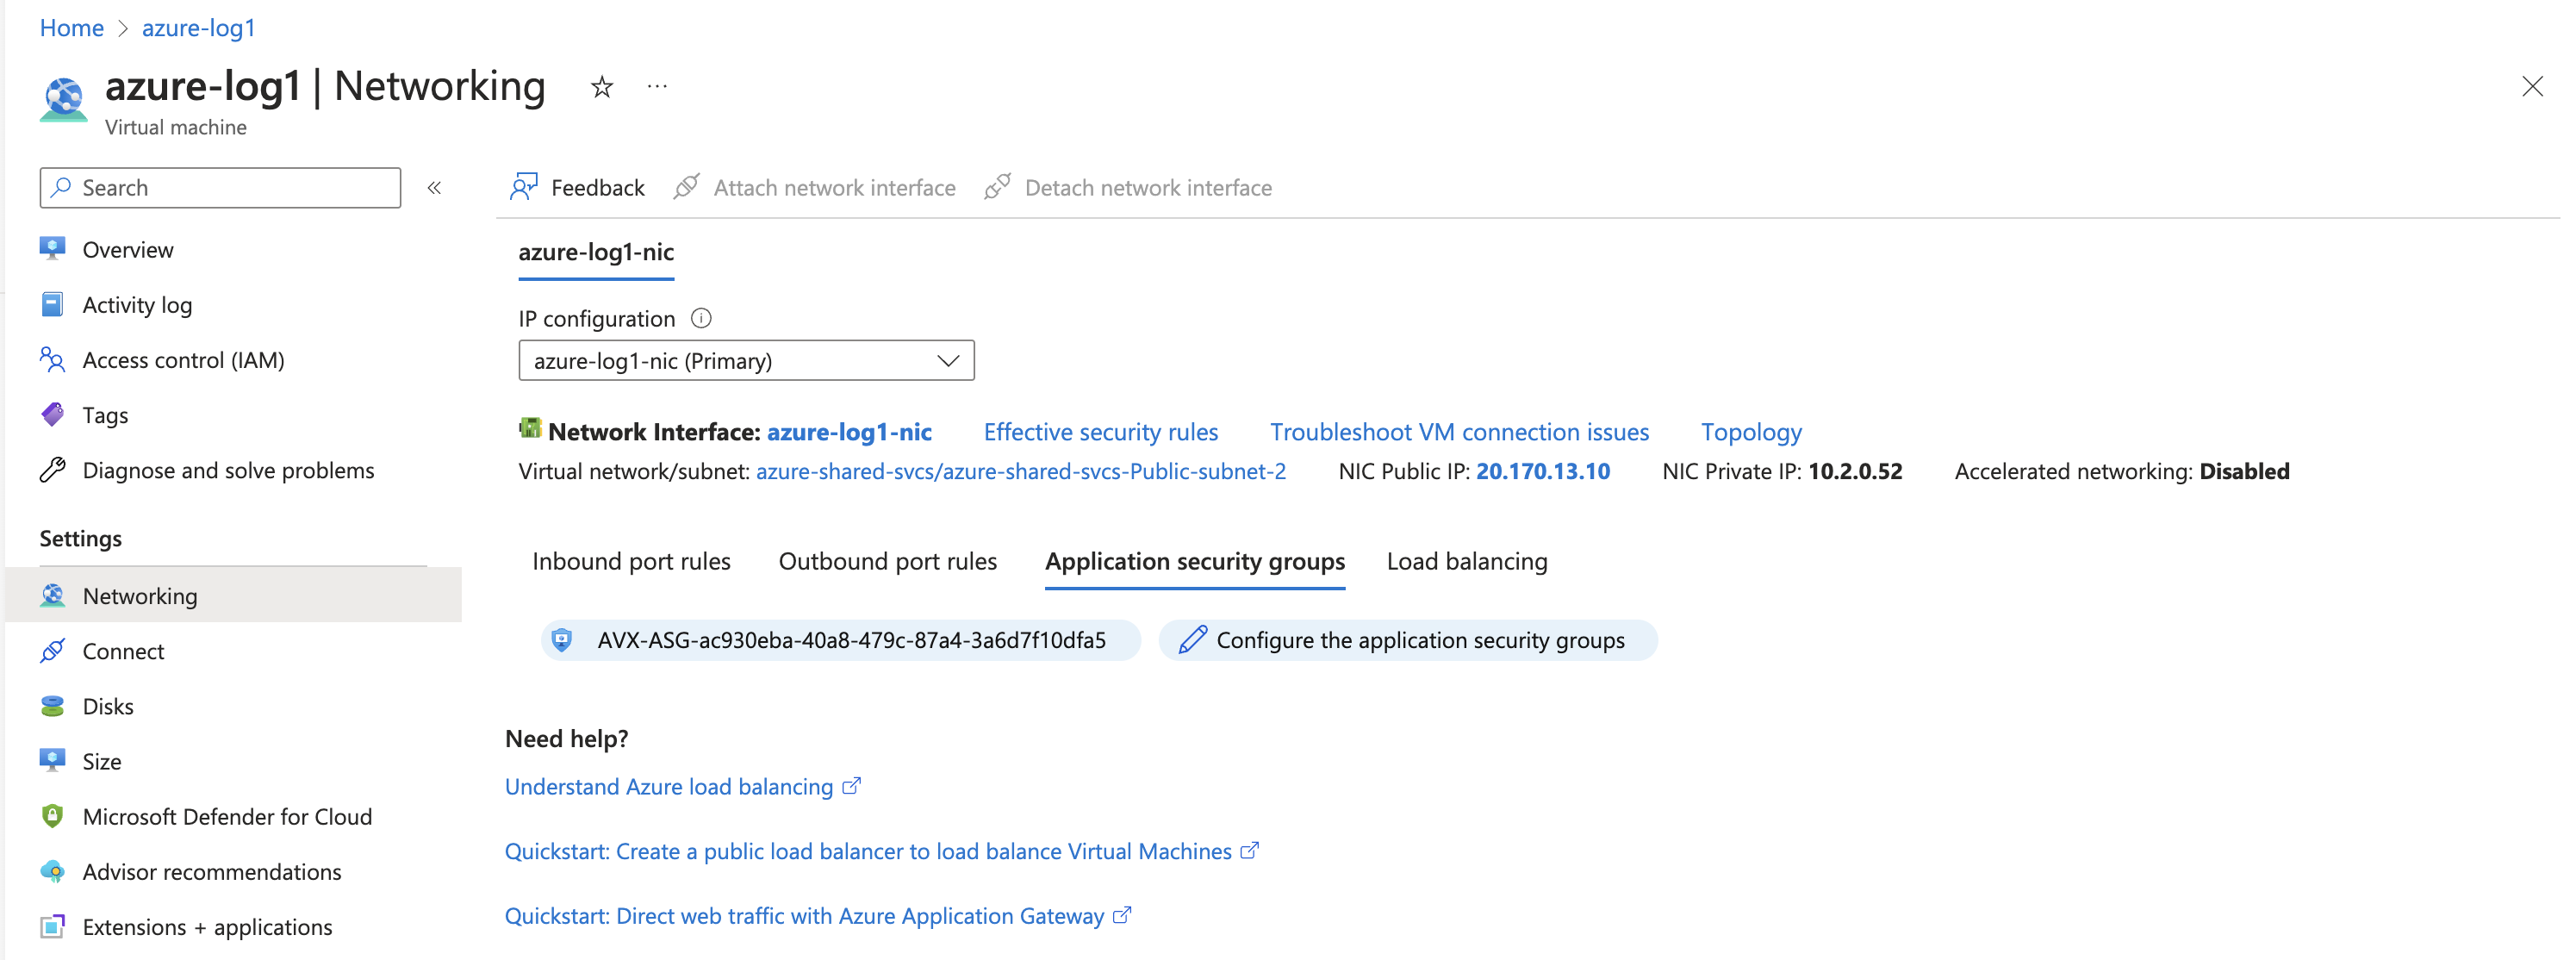 Home > azure-log1
azure-log1 | Networking ☆ ...
Virtual machine
Search «
Overview
Activity log
Access control (IAM)
Tags
Diagnose and solve problems
Settings
Networking
Connect
Disks
Size
Microsoft Defender for Cloud
Advisor recommendations
Extensions + applications
Feedback Attach network interface Detach network interface
azure-log1-nic
IP configuration
azure-log1-nic (Primary)
Network Interface: azure-log1-nic Effective security rules Troubleshoot VM connection issues Topology
Virtual network/subnet: azure-shared-svcs/azure-shared-svcs-Public-subnet-2 NIC Public IP: 20.170.13.10 NIC Private IP: 10.2.0.52 Accelerated networking: Disabled
Inbound port rules Outbound port rules Application security groups Load balancing
AVX-ASG-ac930eba-40a8-479c-87a4-3a6d7f10dfa5 Configure the application security groups
Need help?
Understand Azure load balancing
Quickstart: Create a public load balancer to load balance Virtual Machines
Quickstart: Direct web traffic with Azure Application Gateway